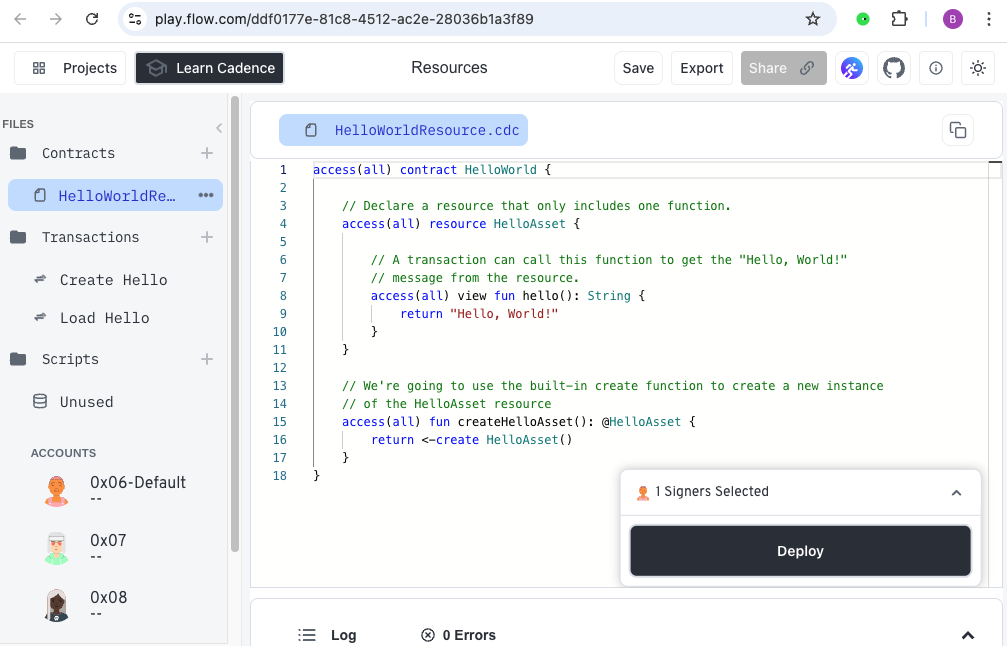 play.flow.com/ddf0177e-81c8-4512-ac2e-28036b1a3f89
B
Projects
Learn Cadence
Resources
Save
Export
Share
FILES
Contracts
HelloWorldRe...
Transactions
Create Hello
Load Hello
Scripts
Unused
ACCOUNTS
0x06-Default
--
0x07
--
0x08
--
HelloWorldResource.cdc
1 access(all) contract HelloWorld {
2
3 // Declare a resource that only includes one function.
4 access(all) resource HelloAsset {
5
6 // A transaction can call this function to get the "Hello, World!"
7 // message from the resource.
8 access(all) view fun hello(): String {
9 return "Hello, World!"
10 }
11 }
12
13 // We're going to use the built-in create function to create a new instance
14 // of the HelloAsset resource
15 access(all) fun createHelloAsset(): @HelloAsset {
16 return <-create HelloAsset()
17 }
18 }
1 Signers Selected
Deploy
Log
0 Errors